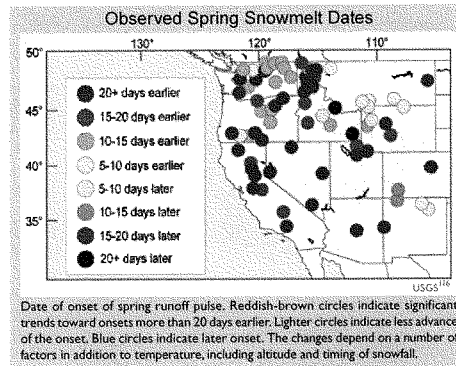 Observed Spring Snowmelt Dates
130° 120° 110°
50°
45°
40°
35°
20+ days earlier
15-20 days earlier
10-15 days earlier
5-10 days earlier
5-10 days later
10-15 days later
15-20 days later
20+ days later
USGS126
Date of onset of spring runoff pulse. Reddish-brown circles indicate significant
trends toward onsets more than 20 days earlier. Lighter circles indicate less advance
of the onset. Blue circles indicate later onset. The changes depend on a number of
factors in addition to temperature, including altitude and timing of snowfall.